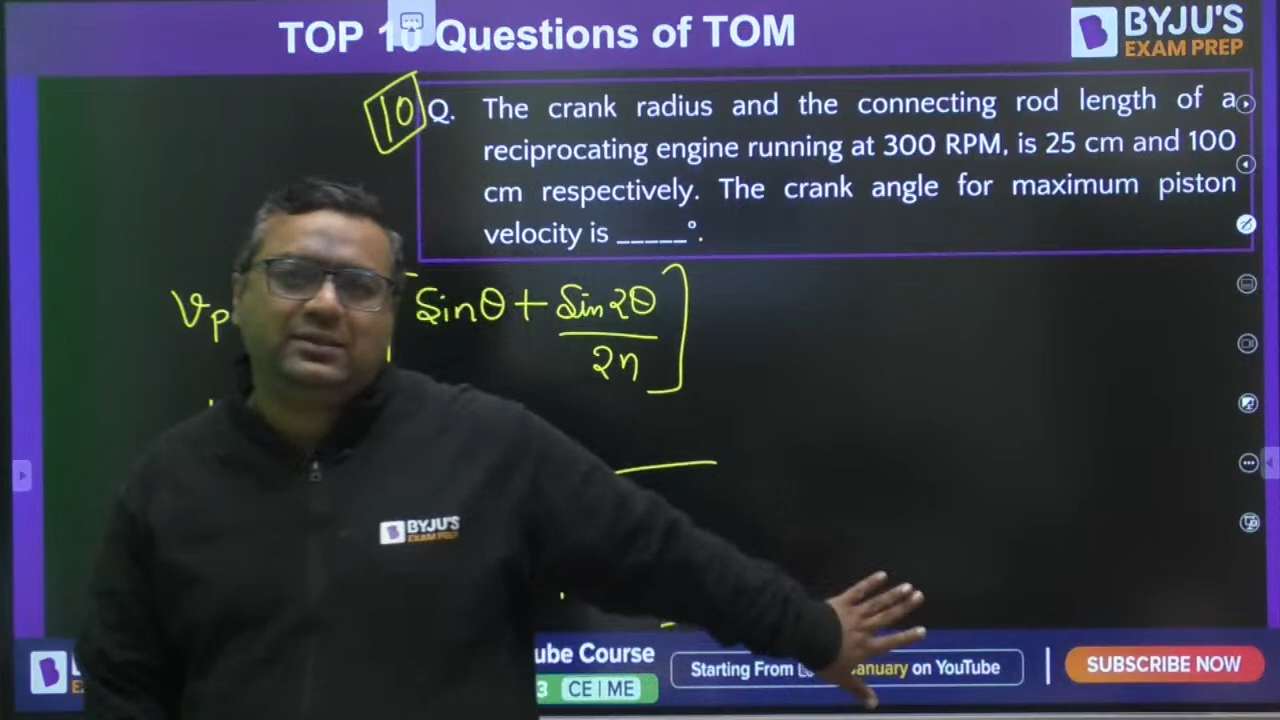 TOP 10 Questions of TOM
BYJU'S
EXAM PREP
10 Q. The crank radius and the connecting rod length of a
reciprocating engine running at 300 RPM, is 25 cm and 100
cm respectively. The crank angle for maximum piston
velocity is _____°.
Vp
Sinθ + Sin2θ
2n
]
BYJU'S
EXAM PREP
Course
Starting From
on YouTube
SUBSCRIBE NOW
3 CE | ME